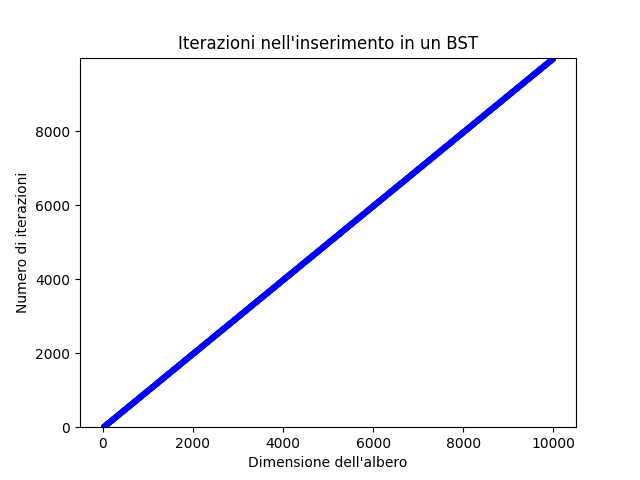 Iterazioni nell'inserimento in un BST
Numero di iterazioni
8000
6000
4000
2000
0
0 2000 4000 6000 8000 10000
Dimensione dell'albero